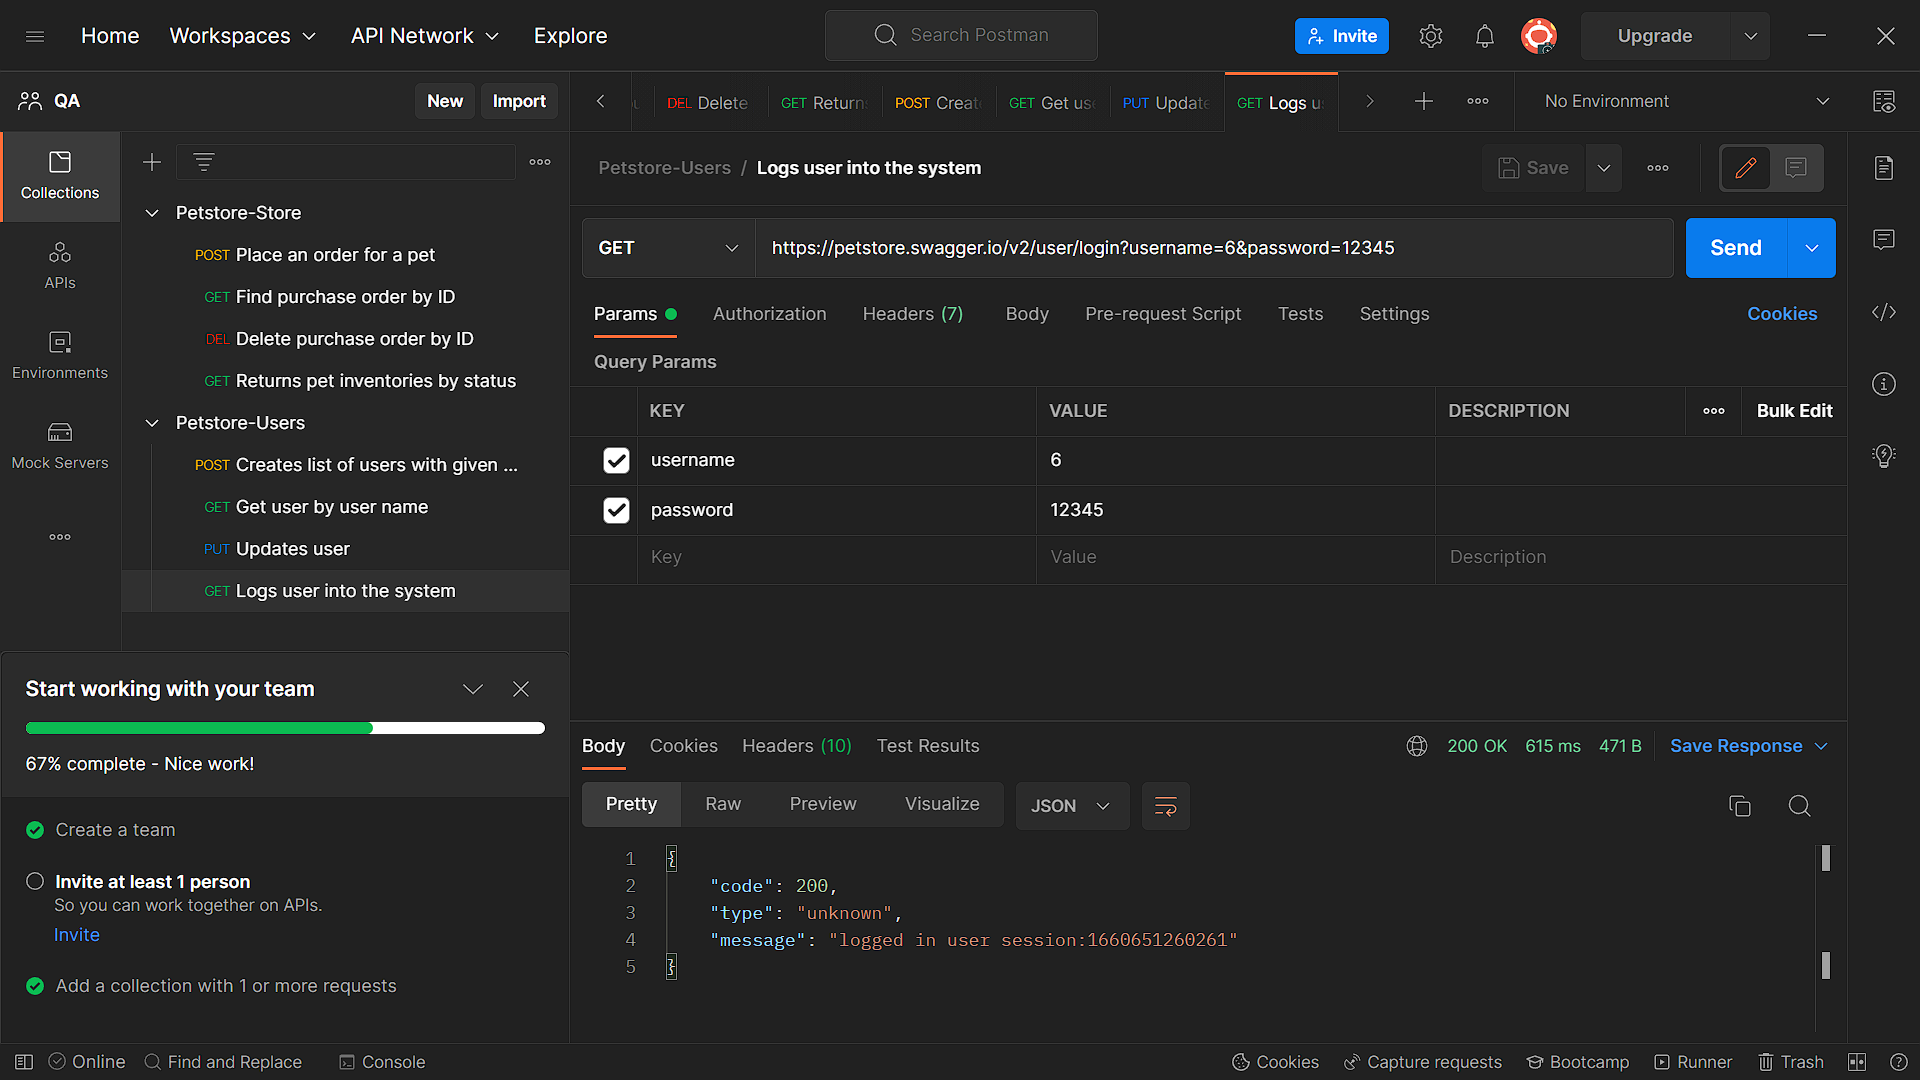 Home Workspaces API Network Explore Search Postman Invite Upgrade
QA New Import DEL Delete GET Return POST Creat GET Get us PUT Updat GET Logs u No Environment
Collections
APIs
Environments
Mock Servers
Petstore-Store
POST Place an order for a pet
GET Find purchase order by ID
DEL Delete purchase order by ID
GET Returns pet inventories by status
Petstore-Users
POST Creates list of users with given ...
GET Get user by user name
PUT Updates user
GET Logs user into the system
Start working with your team
67% complete - Nice work!
Create a team
Invite at least 1 person
So you can work together on APIs.
Invite
Add a collection with 1 or more requests
Petstore-Users / Logs user into the system Save
GET https://petstore.swagger.io/v2/user/login?username=6&password=12345 Send
Params Authorization Headers (7) Body Pre-request Script Tests Settings Cookies
Query Params
KEY VALUE DESCRIPTION Bulk Edit
username 6
password 12345
Key Value Description
Body Cookies Headers (10) Test Results 200 OK 615 ms 471 B Save Response
Pretty Raw Preview Visualize JSON
1 {
2 "code": 200,
3 "type": "unknown",
4 "message": "logged in user session:1660651260261"
5 }
Online Find and Replace Console Cookies Capture requests Bootcamp Runner Trash